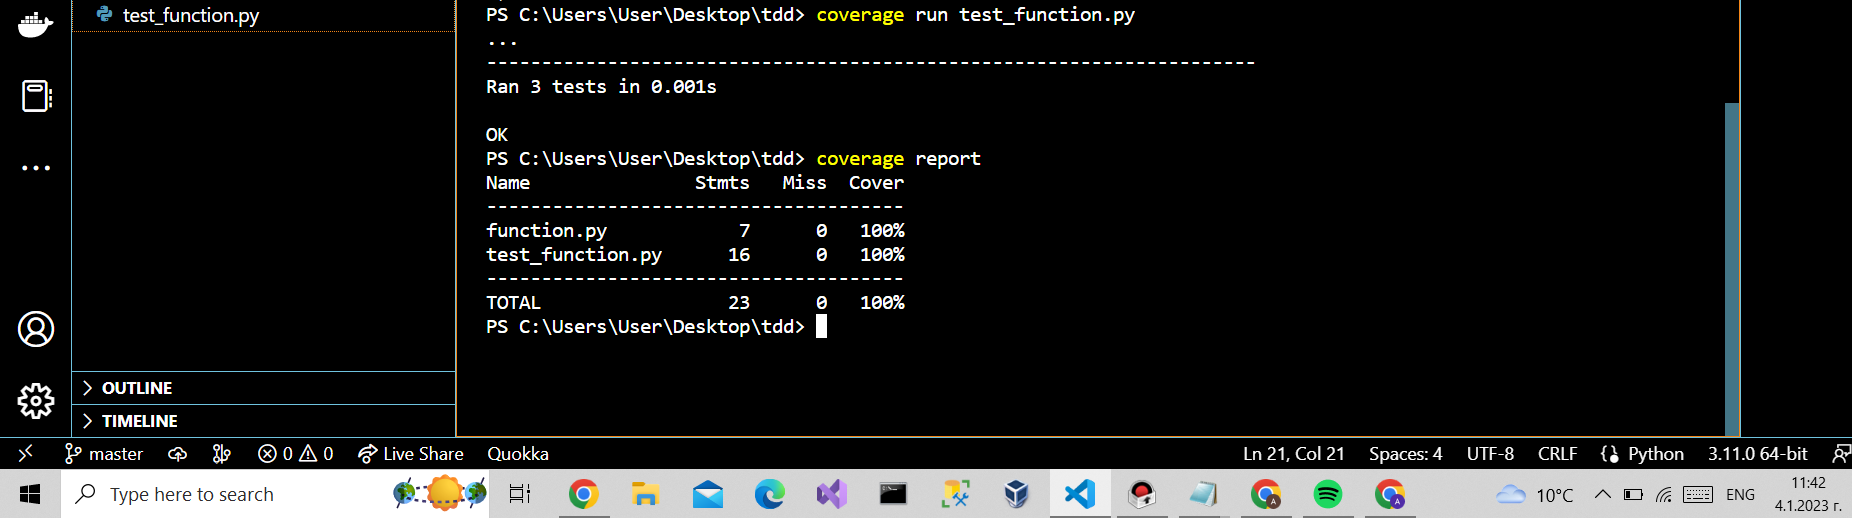 test_function.py
PS C:\Users\User\Desktop\tdd> coverage run test_function.py
...
----------------------------------------------------------------------
Ran 3 tests in 0.001s
OK
PS C:\Users\User\Desktop\tdd> coverage report
Name               Stmts   Miss  Cover
--------------------------------------
function.py            7      0   100%
test_function.py      16      0   100%
--------------------------------------
TOTAL                 23      0   100%
PS C:\Users\User\Desktop\tdd>
OUTLINE
TIMELINE
master 0 0 Live Share Quokka Ln 21, Col 21 Spaces: 4 UTF-8 CRLF Python 3.11.0 64-bit
Type here to search 10°C ENG 11:42
4.1.2023 г.